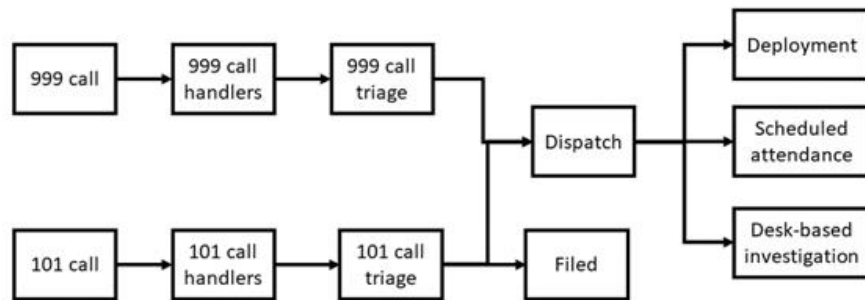 999 call
999 call
handlers
999 call
triage
101 call
101 call
handlers
101 call
triage
Dispatch
Filed
Deployment
Scheduled
attendance
Desk-based
investigation